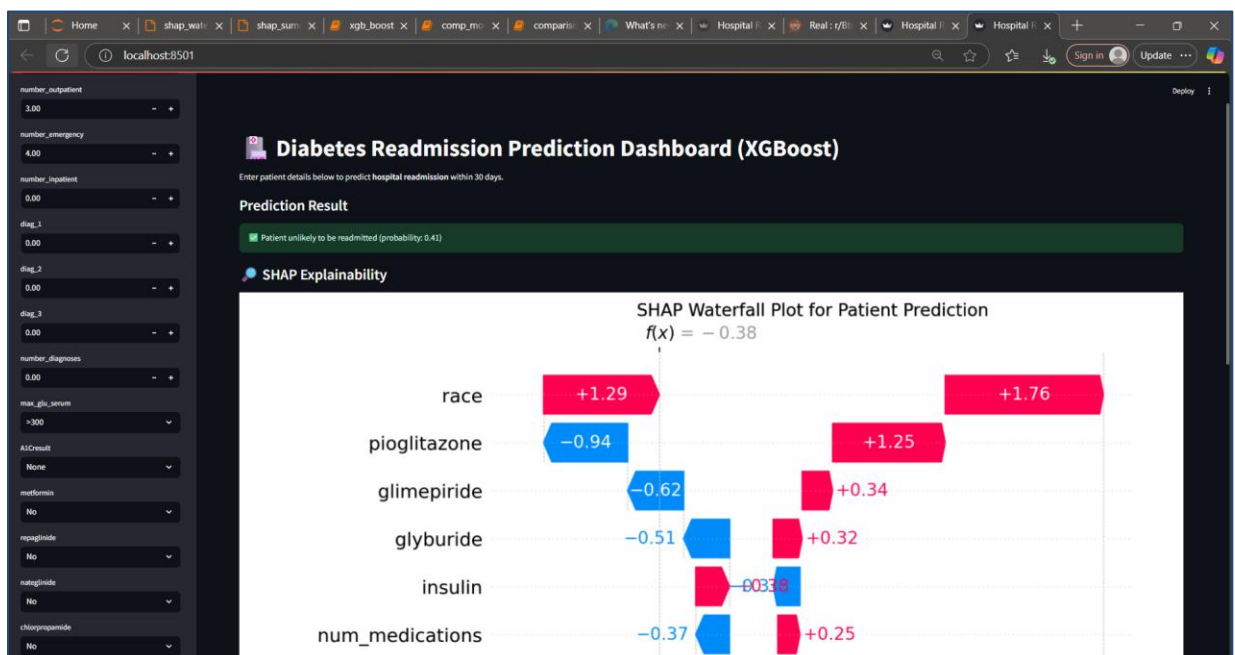 Home
shap_wate
shap_sum
xgb_boost
comp_mo
comparis
What's ne
Hospital R
Real : r/Bt
Hospital R
Hospital R
localhost:8501
Sign in
Update
number_outpatient
3.00
number_emergency
4.00
number_inpatient
0.00
diag_1
0.00
diag_2
0.00
diag_3
0.00
number_diagnoses
0.00
max_glu_serum
>300
A1Cresult
None
metformin
No
repaglinide
No
nateglinide
No
chlorpropamide
No
Deploy
Diabetes Readmission Prediction Dashboard (XGBoost)
Enter patient details below to predict hospital readmission within 30 days.
Prediction Result
Patient unlikely to be readmitted (probability: 0.41)
SHAP Explainability
SHAP Waterfall Plot for Patient Prediction
f(x) = −0.38
race +1.29 +1.76
pioglitazone −0.94 +1.25
glimepiride −0.62 +0.34
glyburide −0.51 +0.32
insulin
num_medications −0.37 +0.25